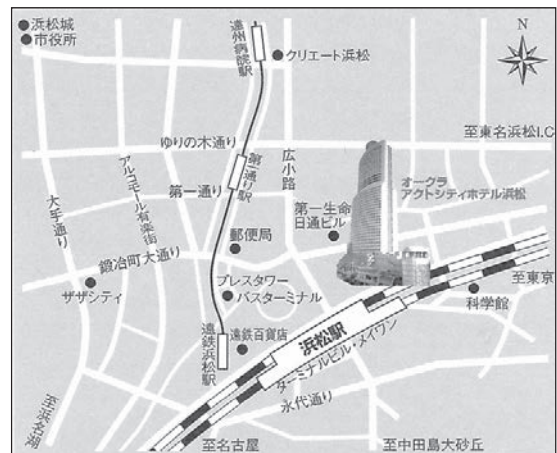 浜松城
市役所
遠州病院駅
クリエート浜松
N
至東名浜松I.C
ゆりの木通り
第一通り駅
広小路
アルコモール有楽街
大手通り
第一通り
オークラ
アクトシティホテル浜松
第一生命
日通ビル
郵便局
鍛冶町大通り
ザザシティ
プレスタワー
バスターミナル
至東京
科学館
遠鉄浜松駅
遠鉄百貨店
浜松駅
ターミナルビル・メイワン
永代通り
至浜名湖
至名古屋
至中田島大砂丘